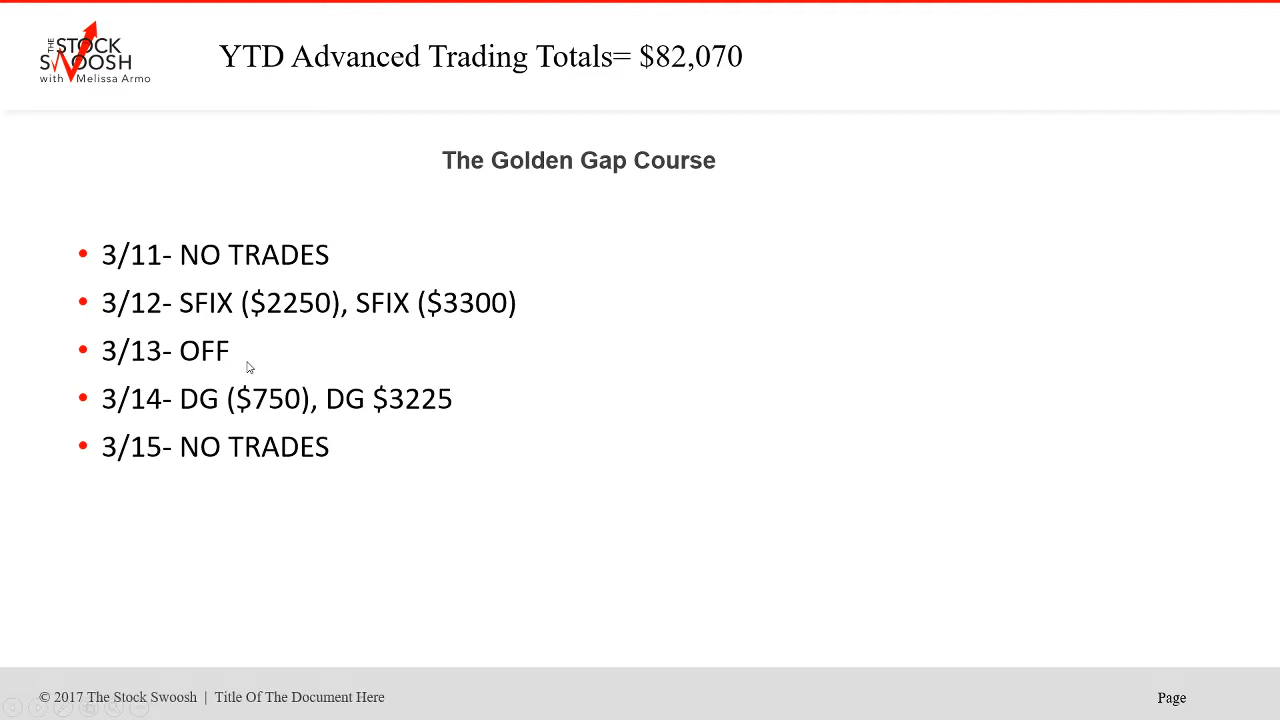 THE STOCK
SWOOSH
with Melissa Armo
YTD Advanced Trading Totals= $82,070
The Golden Gap Course
• 3/11- NO TRADES
• 3/12- SFIX ($2250), SFIX ($3300)
• 3/13- OFF
• 3/14- DG ($750), DG $3225
• 3/15- NO TRADES
© 2017 The Stock Swoosh | Title Of The Document Here
Page